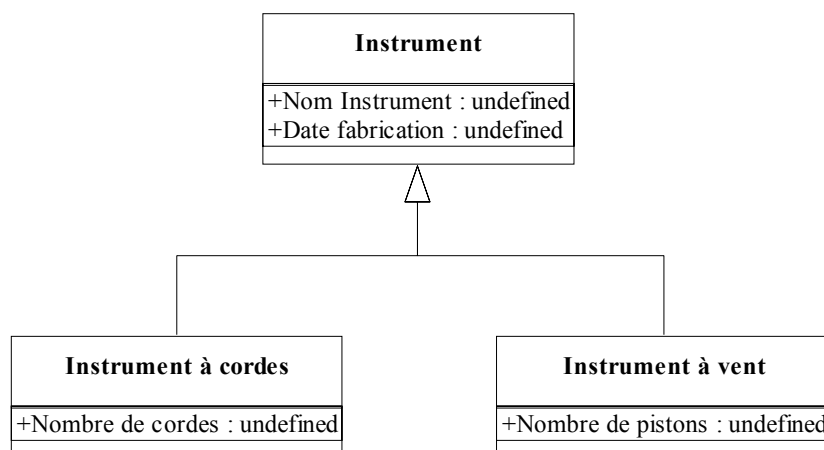 Instrument
+Nom Instrument : undefined
+Date fabrication : undefined
Instrument à cordes
+Nombre de cordes : undefined
Instrument à vent
+Nombre de pistons : undefined